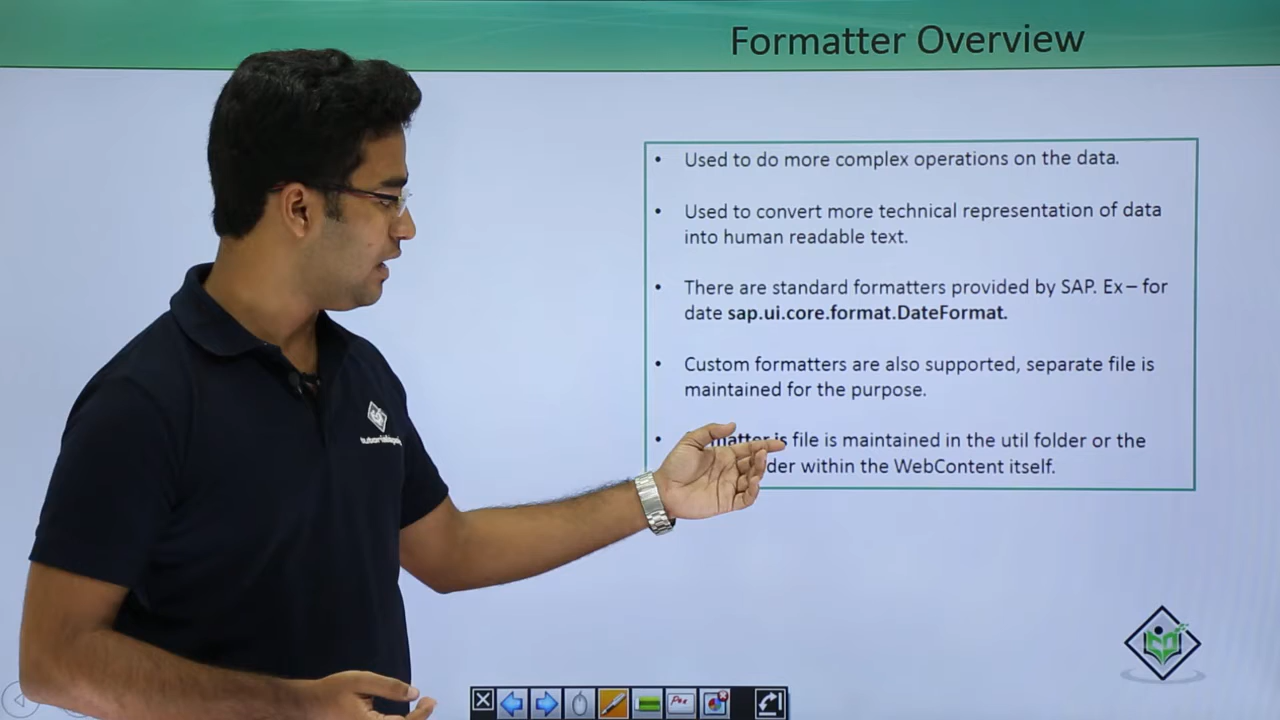 Formatter Overview
• Used to do more complex operations on the data.
• Used to convert more technical representation of data
into human readable text.
• There are standard formatters provided by SAP. Ex – for
date sap.ui.core.format.DateFormat.
• Custom formatters are also supported, separate file is
maintained for the purpose.
• file is maintained in the util folder or the
within the WebContent itself.